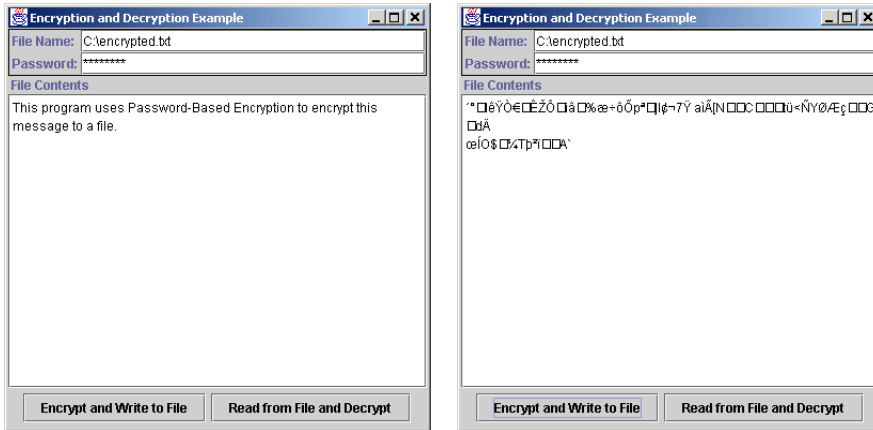 Encryption and Decryption Example
File Name: C:\encrypted.txt
Password: ********
File Contents
This program uses Password-Based Encryption to encrypt this
message to a file.
Encrypt and Write to File Read from File and Decrypt
Encryption and Decryption Example
File Name: C:\encrypted.txt
Password: ********
File Contents
Encrypt and Write to File Read from File and Decrypt